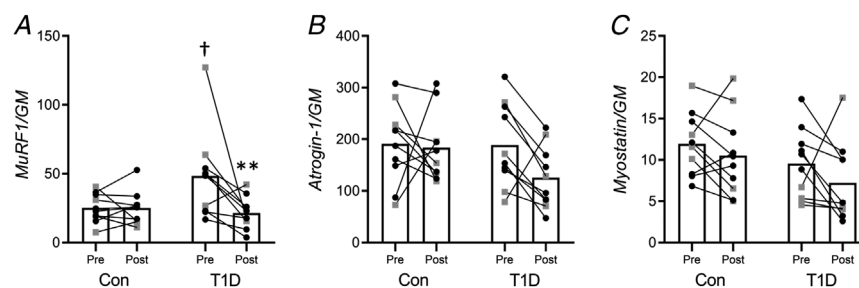 A
MuRF1/GM
150
100
50
0
†
**
Pre
Post
Pre
Post
Con
T1D
B
Atrogin-1/GM
400
300
200
100
0
Pre
Post
Pre
Post
Con
T1D
C
Myostatin/GM
25
20
15
10
5
0
Pre
Post
Pre
Post
Con
T1D